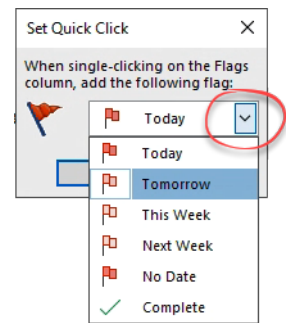 Set Quick Click
When single-clicking on the Flags
column, add the following flag:
Today
Today
Tomorrow
This Week
Next Week
No Date
Complete